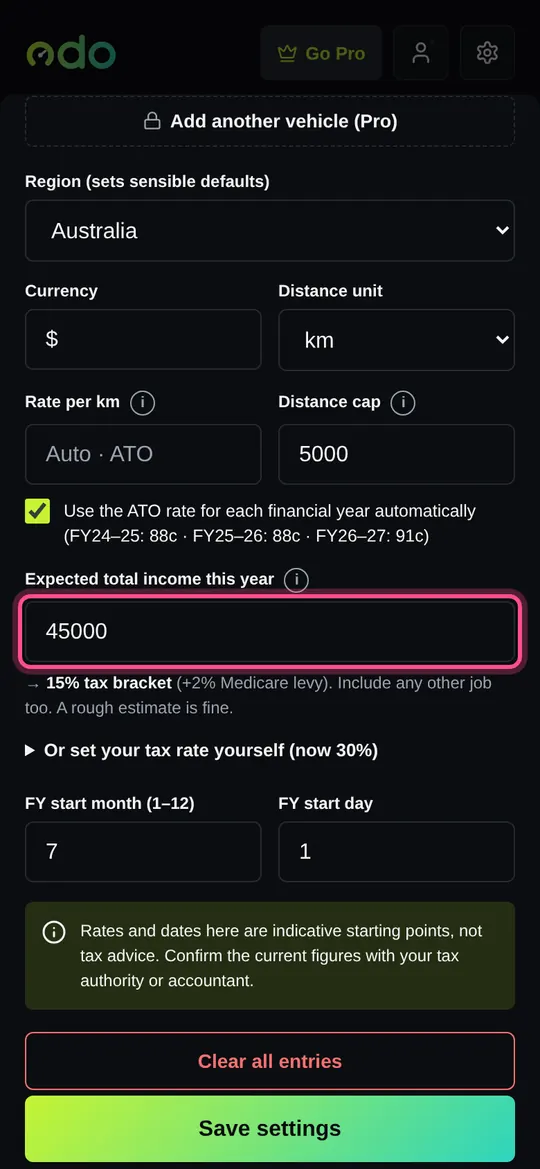 odo
Go Pro
Add another vehicle (Pro)
Region (sets sensible defaults)
Australia
Currency
Distance unit
$
km
Rate per km i
Distance cap i
Auto · ATO
5000
Use the ATO rate for each financial year automatically
(FY24–25: 88c · FY25–26: 88c · FY26–27: 91c)
Expected total income this year i
45000
→ 15% tax bracket (+2% Medicare levy). Include any other job
too. A rough estimate is fine.
Or set your tax rate yourself (now 30%)
FY start month (1–12)
FY start day
7
1
Rates and dates here are indicative starting points, not
tax advice. Confirm the current figures with your tax
authority or accountant.
Clear all entries
Save settings